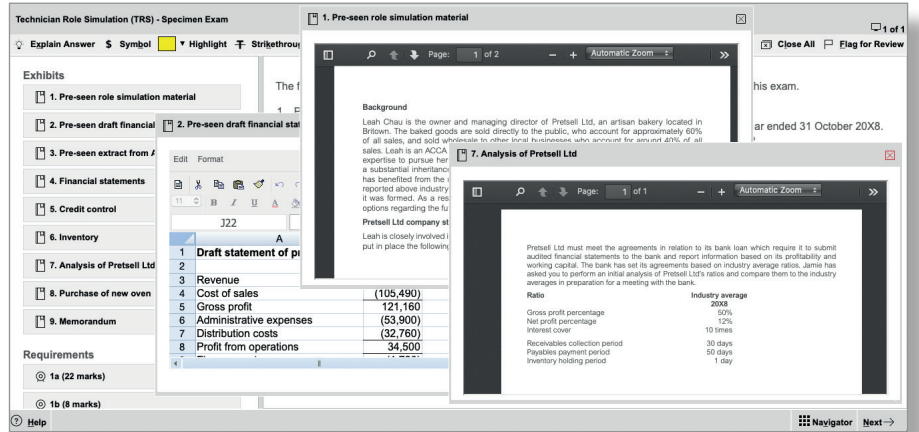 Technician Role Simulation (TRS) - Specimen Exam
1 of 1
Explain Answer $ Symbol Highlight Strikethrou
Close All Flag for Review
Exhibits
1. Pre-seen role simulation material
2. Pre-seen draft financial
3. Pre-seen extract from
4. Financial statements
5. Credit control
6. Inventory
7. Analysis of Pretsell Ltd
8. Purchase of new oven
9. Memorandum
Requirements
1a (22 marks)
1b (8 marks)
The f
his exam.
1.
ar ended 31 October 20X8.
1. Pre-seen role simulation material
Page: 1 of 2 - + Automatic Zoom
Background
Leah Chau is the owner and managing director of Pretsell Ltd, an artisan bakery located in
Britown. The baked goods are sold directly to the public, who account for approximately 60%
of all sales, and sold wholesale to other local businesses who account for around 40% of all
sales. Leah is an ACCA
expertise to pursue her
a substantial inheritanc
has benefited from the
reported above industry
it was formed. As a res
options regarding the fu
Pretsell Ltd company st
Leah is closely involved i
put in place the following
2. Pre-seen draft financial stat
Edit Format
11 B I U A
J22
A
1 Draft statement of p
2
3 Revenue
4 Cost of sales (105,490)
5 Gross profit 121,160
6 Administrative expenses (53,900)
7 Distribution costs (32,760)
8 Profit from operations 34,500
7. Analysis of Pretsell Ltd
Page: 1 of 1 - + Automatic Zoom
Pretsell Ltd must meet the agreements in relation to its bank loan which require it to submit
audited financial statements to the bank and report information based on its profitability and
working capital. The bank has set its agreements based on industry average ratios. Jamie has
asked you to perform an initial analysis of Pretsell Ltd's ratios and compare them to the industry
averages in preparation for a meeting with the bank.
Ratio Industry average
20X8
Gross profit percentage 50%
Net profit percentage 12%
Interest cover 10 times
Receivables collection period 30 days
Payables payment period 50 days
Inventory holding period 1 day
Help
Navigator Next